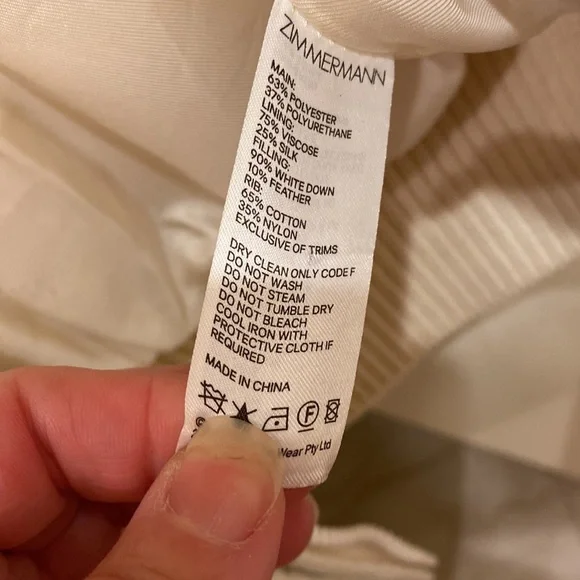 ZIMMERMANN
MAIN:
63% POLYESTER
37% POLYURETHANE
LINING:
75% VISCOSE
25% SILK
FILLING:
90% WHITE DOWN
10% FEATHER
RIB:
65% COTTON
35% NYLON
EXCLUSIVE OF TRIMS
DRY CLEAN ONLY CODE F
DO NOT WASH
DO NOT STEAM
DO NOT TUMBLE DRY
DO NOT BLEACH
COOL IRON WITH
PROTECTIVE CLOTH IF
REQUIRED
MADE IN CHINA
F
© Wear Pty Ltd